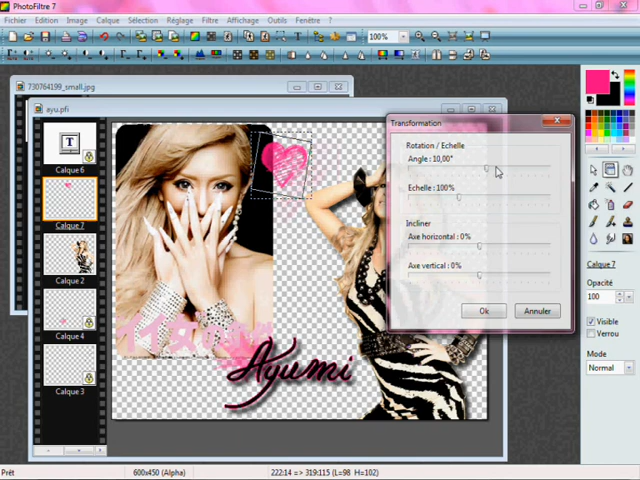 PhotoFiltre 7
Fichier Edition Image Calque Sélection Réglage Filtre Affichage Outils Fenêtre ?
100%
730764199_small.jpg
ayu.pfi
T
Calque 6
Calque 7
Calque 2
Calque 4
Calque 3
Ayumi
Transformation
Rotation / Echelle
Angle : 10,00°
Echelle : 100%
Incliner
Axe horizontal : 0%
Axe vertical : 0%
Ok Annuler
Calque 7
Opacité
100
Visible
Verrou
Mode
Normal
Prêt 600x450 (Alpha) 222:14 -> 319:115 (L=98 H=102)